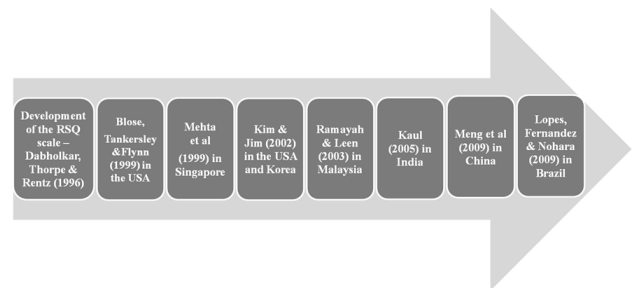 Development
of the RSQ
scale –
Dabholkar,
Thorpe &
Rentz (1996)
Blose,
Tankersley
&Flynn
(1999) in
the USA
Mehta
et al
(1999) in
Singapore
Kim &
Jim (2002)
in the USA
and Korea
Ramayah
& Leen
(2003) in
Malaysia
Kaul
(2005) in
India
Meng et al
(2009) in
China
Lopes,
Fernandez
& Nohara
(2009) in
Brazil